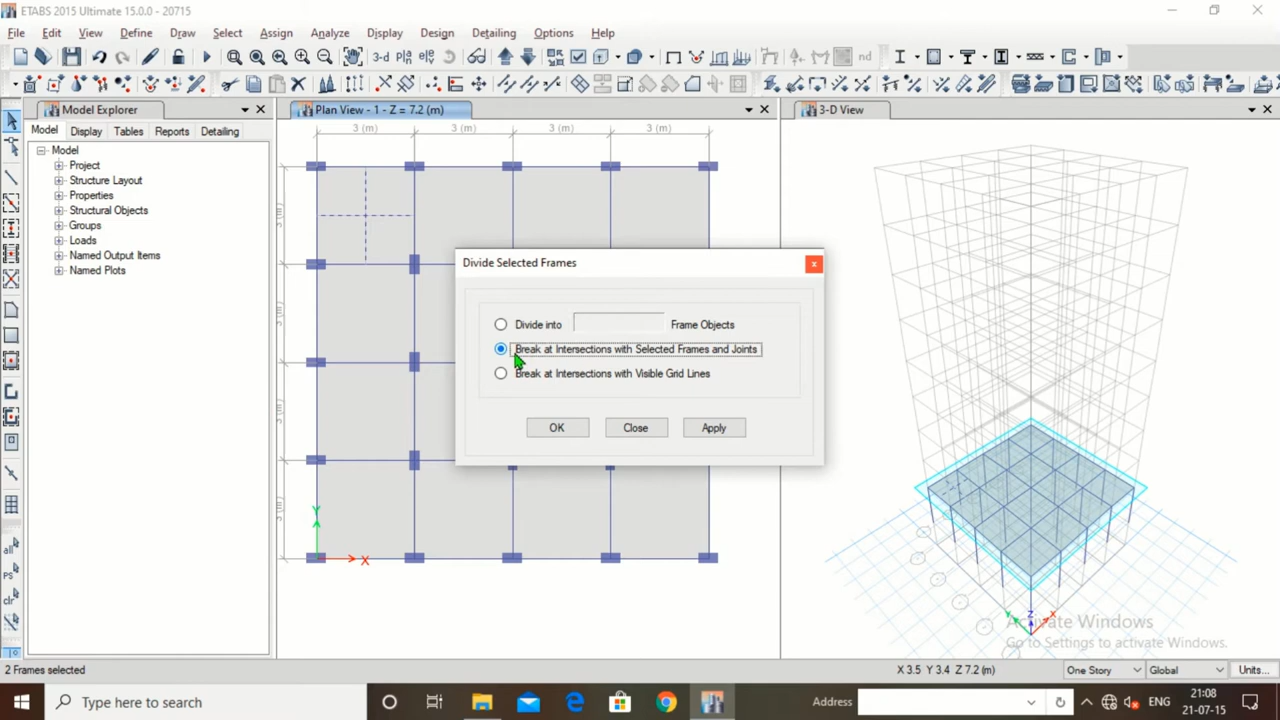 ETABS 2015 Ultimate 15.0.0 - 20715
File Edit View Define Draw Select Assign Analyze Display Design Detailing Options Help
3-d
nd
Model Explorer
Plan View - 1 - Z = 7.2 (m)
3-D View
Model Display Tables Reports Detailing
3 (m) 3 (m) 3 (m) 3 (m)
Model
Project
Structure Layout
Properties
Structural Objects
Groups
Loads
Named Output Items
Named Plots
Divide Selected Frames
Divide into Frame Objects
Break at Intersections with Selected Frames and Joints
Break at Intersections with Visible Grid Lines
OK Close Apply
Y
X
Z
Y X
all
PS
clr
Activate Windows
Go to Settings to activate Windows.
2 Frames selected
X 3.5 Y 3.4 Z 7.2 (m)
One Story
Global
Units...
Type here to search
Address
ENG
21:08
21-07-15